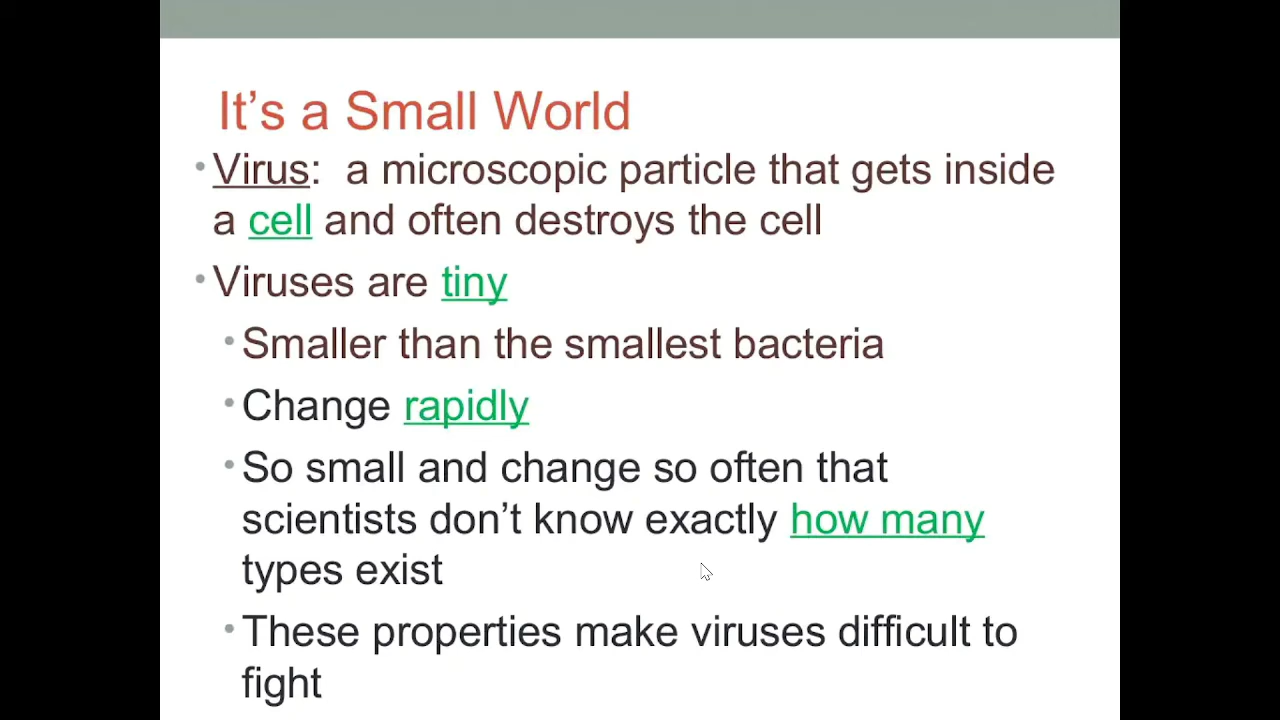 It’s a Small World
• Virus:  a microscopic particle that gets inside
a cell and often destroys the cell
• Viruses are tiny
• Smaller than the smallest bacteria
• Change rapidly
• So small and change so often that
scientists don’t know exactly how many
types exist
• These properties make viruses difficult to
fight